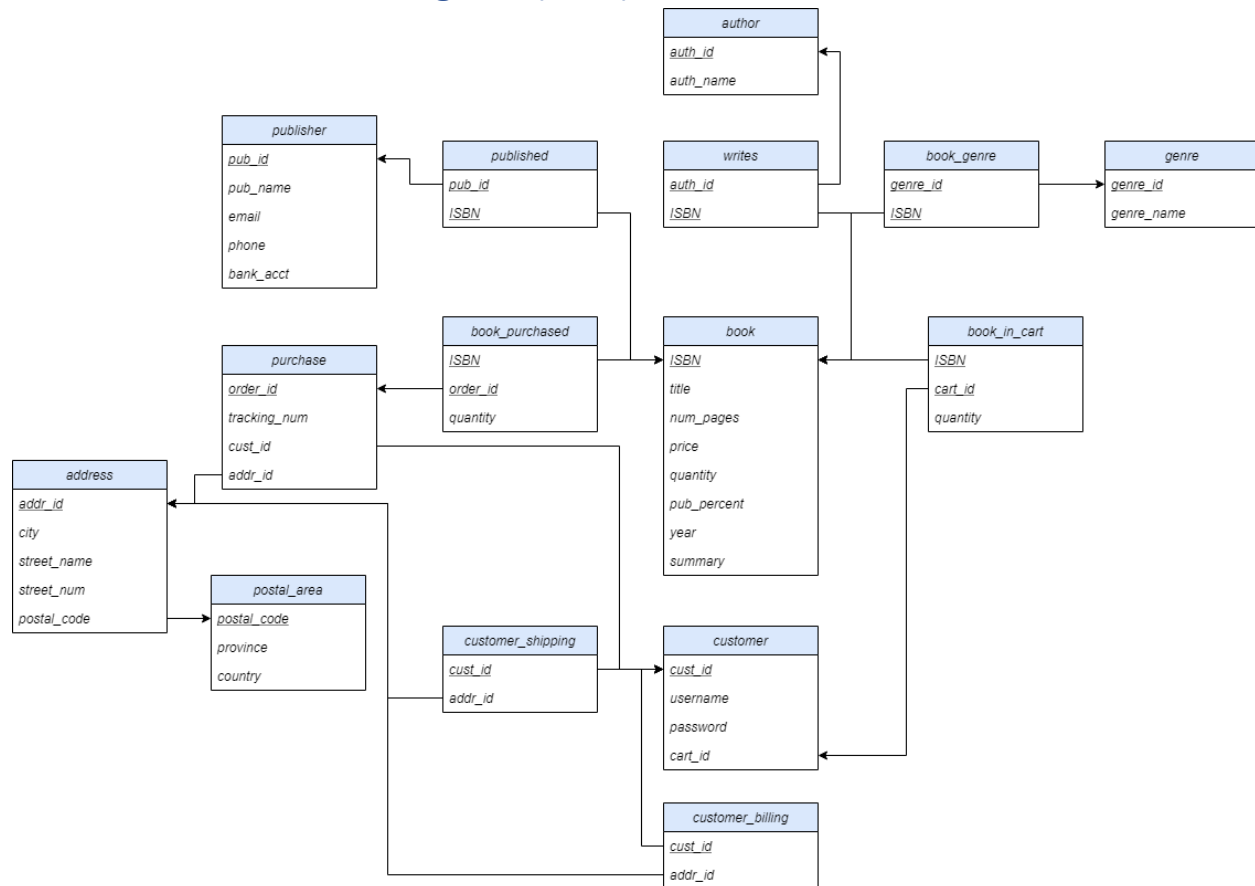 author
auth_id
auth_name
publisher
pub_id
pub_name
email
phone
bank_acct
published
pub_id
ISBN
writes
auth_id
ISBN
book_genre
genre_id
ISBN
genre
genre_id
genre_name
purchase
order_id
tracking_num
cust_id
addr_id
book_purchased
ISBN
order_id
quantity
book
ISBN
title
num_pages
price
quantity
pub_percent
year
summary
book_in_cart
ISBN
cart_id
quantity
address
addr_id
city
street_name
street_num
postal_code
postal_area
postal_code
province
country
customer_shipping
cust_id
addr_id
customer
cust_id
username
password
cart_id
customer_billing
cust_id
addr_id